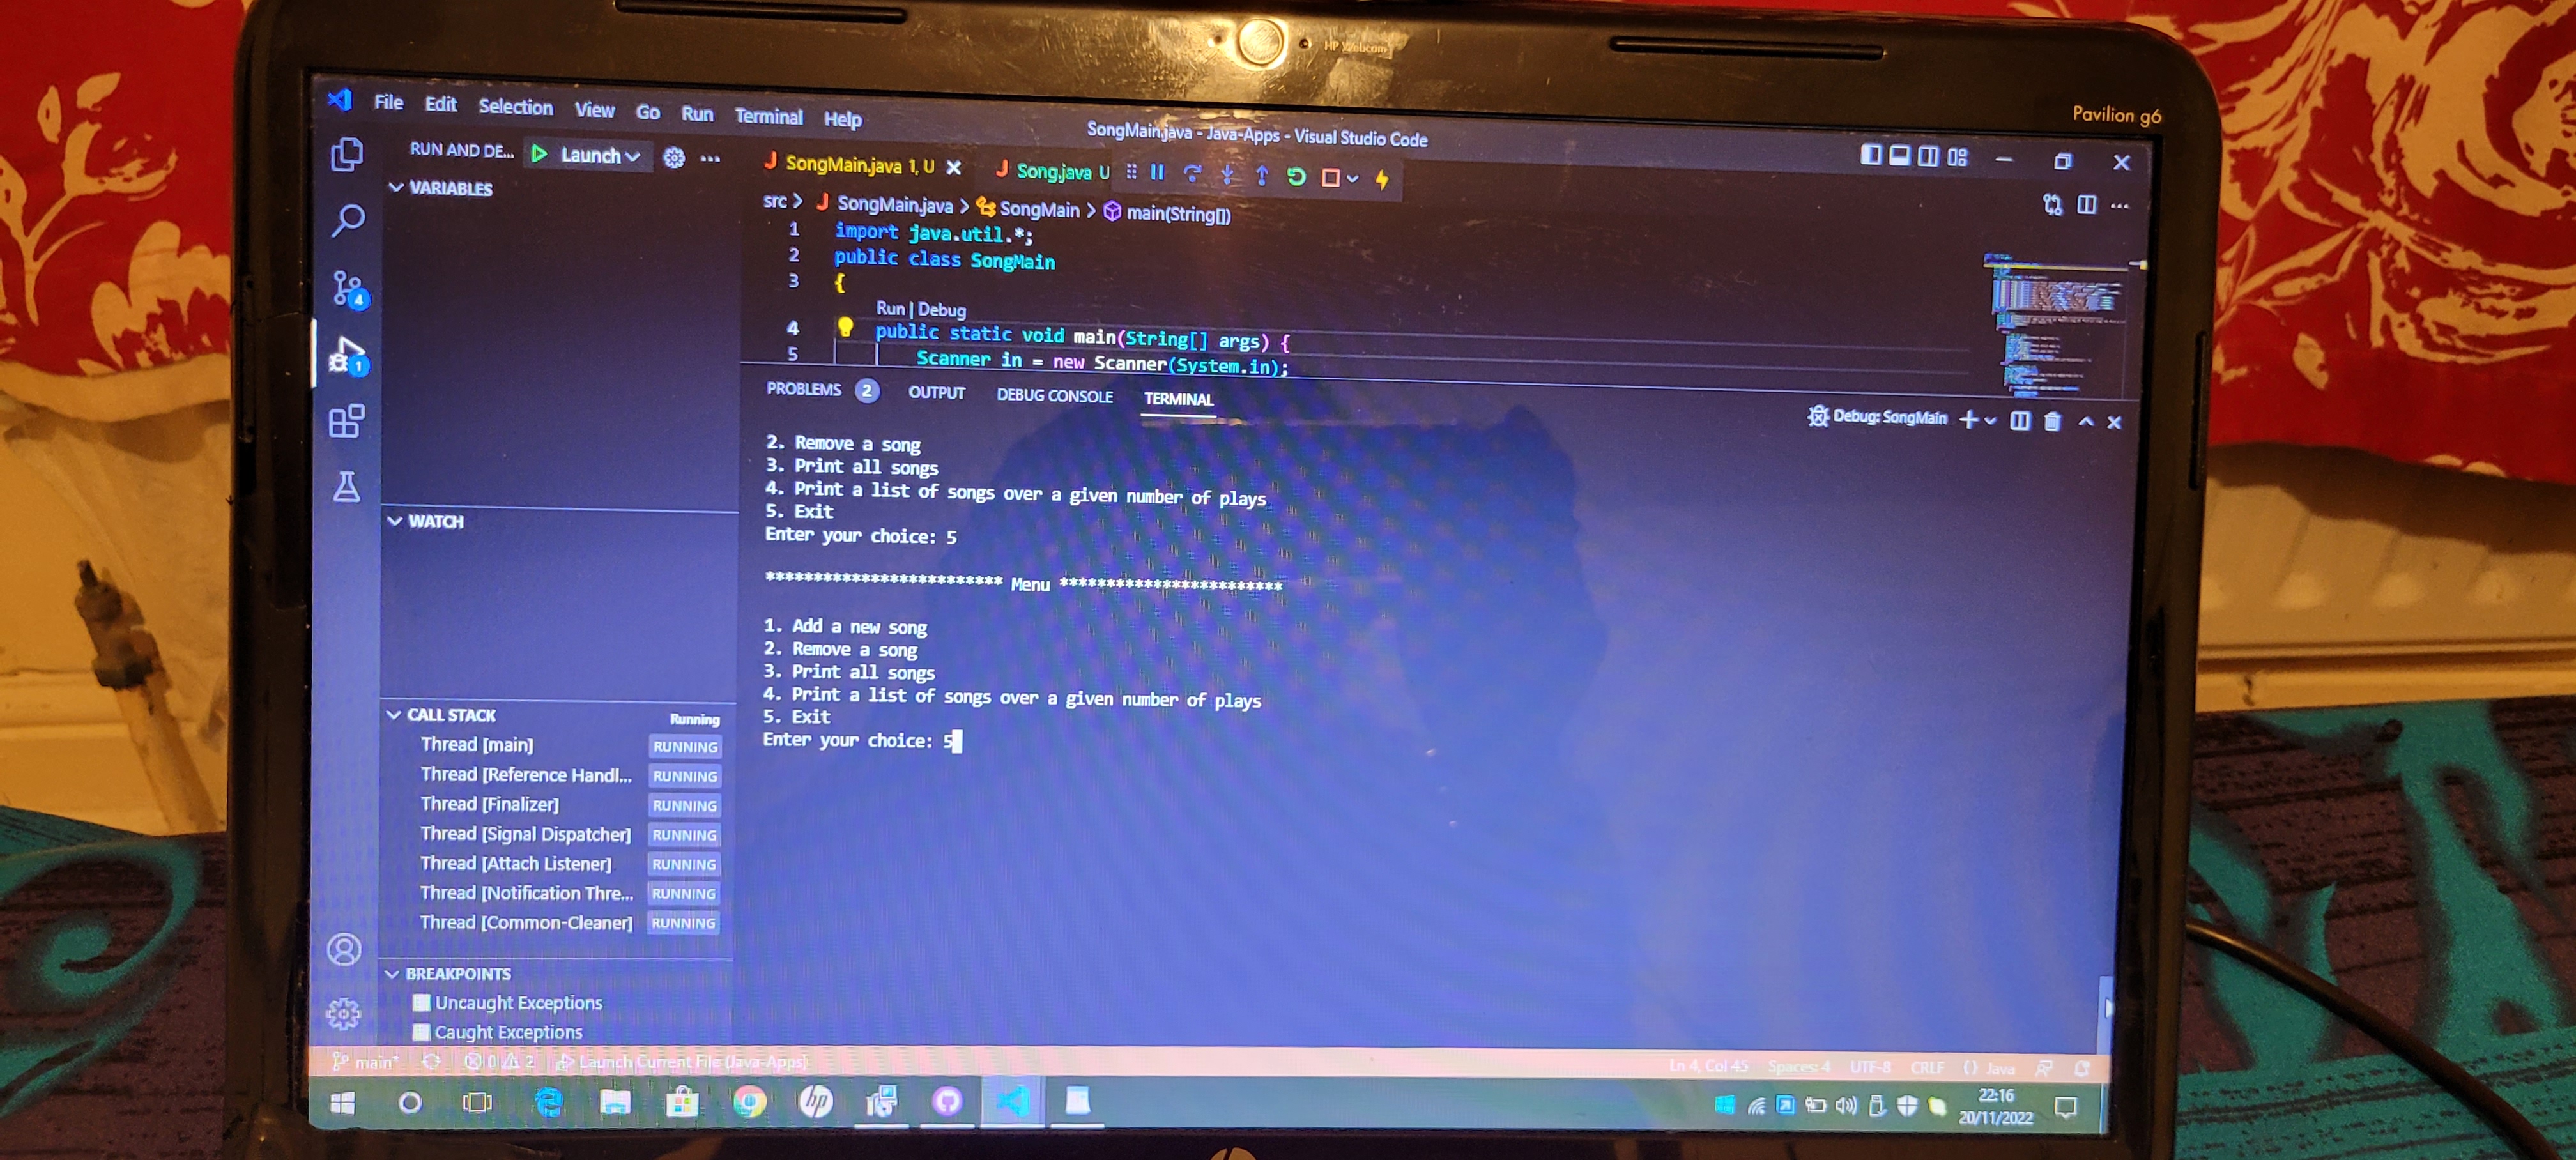 HP Webcam
Pavilion g6
File Edit Selection View Go Run Terminal Help
SongMain.java - Java-Apps - Visual Studio Code
RUN AND DE... Launch ...
SongMain.java 1, U Song.java U
VARIABLES
src > SongMain.java > SongMain > main(String[])
1 import java.util.*;
2 public class SongMain
3 {
Run | Debug
4 public static void main(String[] args) {
5 Scanner in = new Scanner(System.in);
PROBLEMS 2 OUTPUT DEBUG CONSOLE TERMINAL
Debug: SongMain
4
1
2. Remove a song
3. Print all songs
4. Print a list of songs over a given number of plays
5. Exit
Enter your choice: 5
************************* Menu ************************
1. Add a new song
2. Remove a song
3. Print all songs
4. Print a list of songs over a given number of plays
5. Exit
Enter your choice: 5
WATCH
CALL STACK Running
Thread [main] RUNNING
Thread [Reference Handl... RUNNING
Thread [Finalizer] RUNNING
Thread [Signal Dispatcher] RUNNING
Thread [Attach Listener] RUNNING
Thread [Notification Thre... RUNNING
Thread [Common-Cleaner] RUNNING
BREAKPOINTS
Uncaught Exceptions
Caught Exceptions
main* 0 2 Launch Current File (Java-Apps)
Ln 4, Col 45 Spaces: 4 UTF-8 CRLF {} Java
hp
22:16
20/11/2022